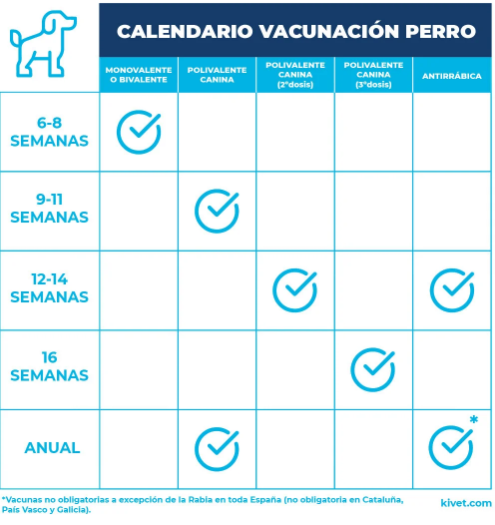 CALENDARIO VACUNACIÓN PERRO
MONOVALENTE
O BIVALENTE
POLIVALENTE
CANINA
POLIVALENTE
CANINA
(2ªdosis)
POLIVALENTE
CANINA
(3ªdosis)
ANTIRRÁBICA
6-8
SEMANAS
9-11
SEMANAS
12-14
SEMANAS
16
SEMANAS
ANUAL
*
*Vacunas no obligatorias a excepción de la Rabia en toda España (no obligatoria en Cataluña,
País Vasco y Galicia).
kivet.com